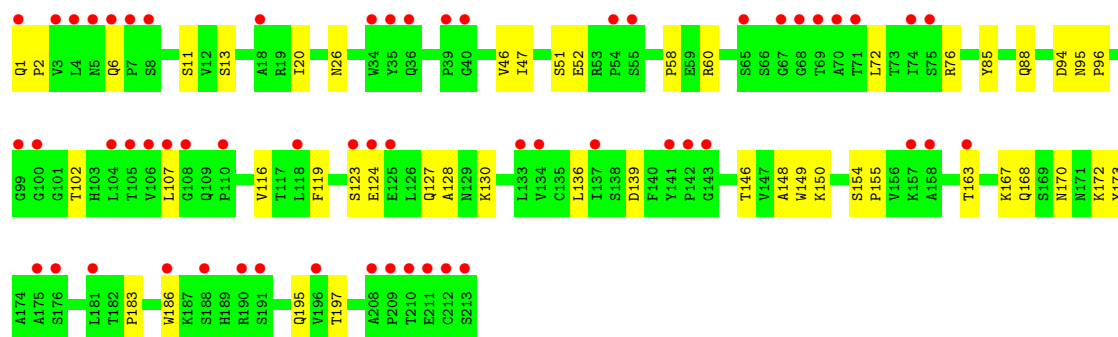 Q1 P2 V3 L4 N5 Q6 P7 S8 S11 V12 S13 A18 R19 I20 N26 W34 Y35 Q36 P39 G40 V46 I47 S51 E52 R53 P54 S55 P58 E59 R60 S65 S66 G67 G68 T69 A70 T71 L72 T73 I74 S75 R76 Y85 Q88 D94 N95 P96
G99 G100 G101 T102 H103 L104 T105 V106 L107 G108 Q109 P110 V116 T117 L118 F119 S123 E124 E125 L126 Q127 A128 N129 K130 L133 V134 C135 L136 I137 S138 D139 F140 Y141 P142 G143 T146 V147 A148 W149 K150 S154 P155 V156 K157 A158 T163 K167 Q168 S169 N170 N171 K172 Y173
A174 A175 S176 L181 T182 P183 W186 K187 S188 H189 R190 S191 Q195 V196 T197 A208 P209 T210 E211 C212 S213